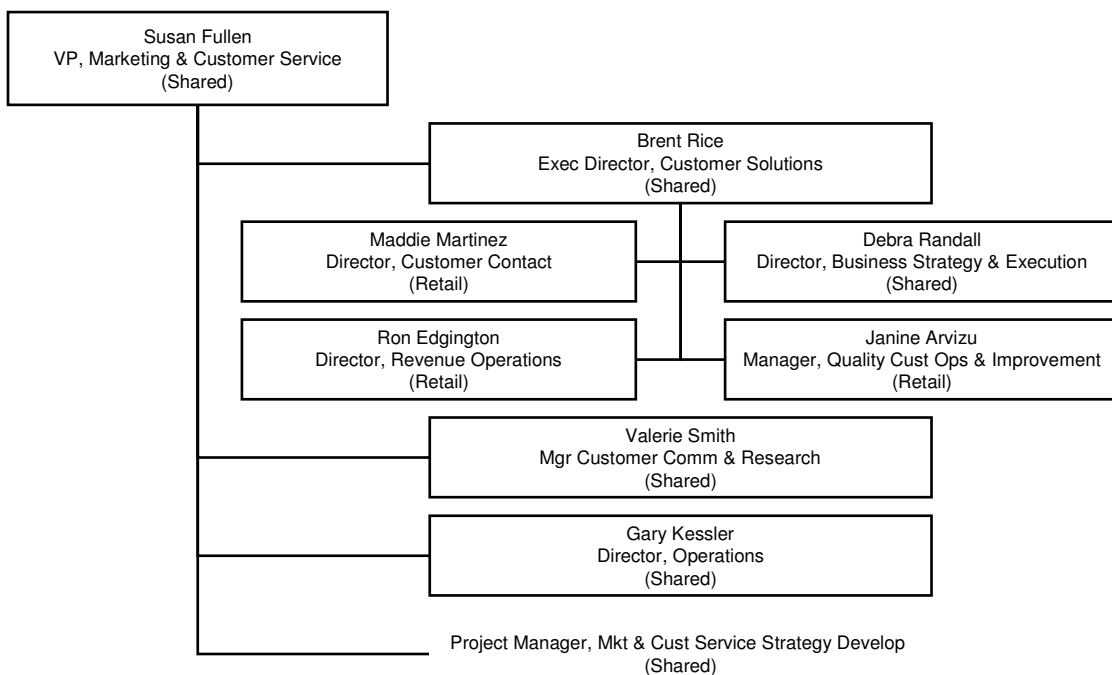 Susan Fullen
VP, Marketing & Customer Service
(Shared)
Brent Rice
Exec Director, Customer Solutions
(Shared)
Maddie Martinez
Director, Customer Contact
(Retail)
Debra Randall
Director, Business Strategy & Execution
(Shared)
Ron Edgington
Director, Revenue Operations
(Retail)
Janine Arvizu
Manager, Quality Cust Ops & Improvement
(Retail)
Valerie Smith
Mgr Customer Comm & Research
(Shared)
Gary Kessler
Director, Operations
(Shared)
Project Manager, Mkt & Cust Service Strategy Develop
(Shared)